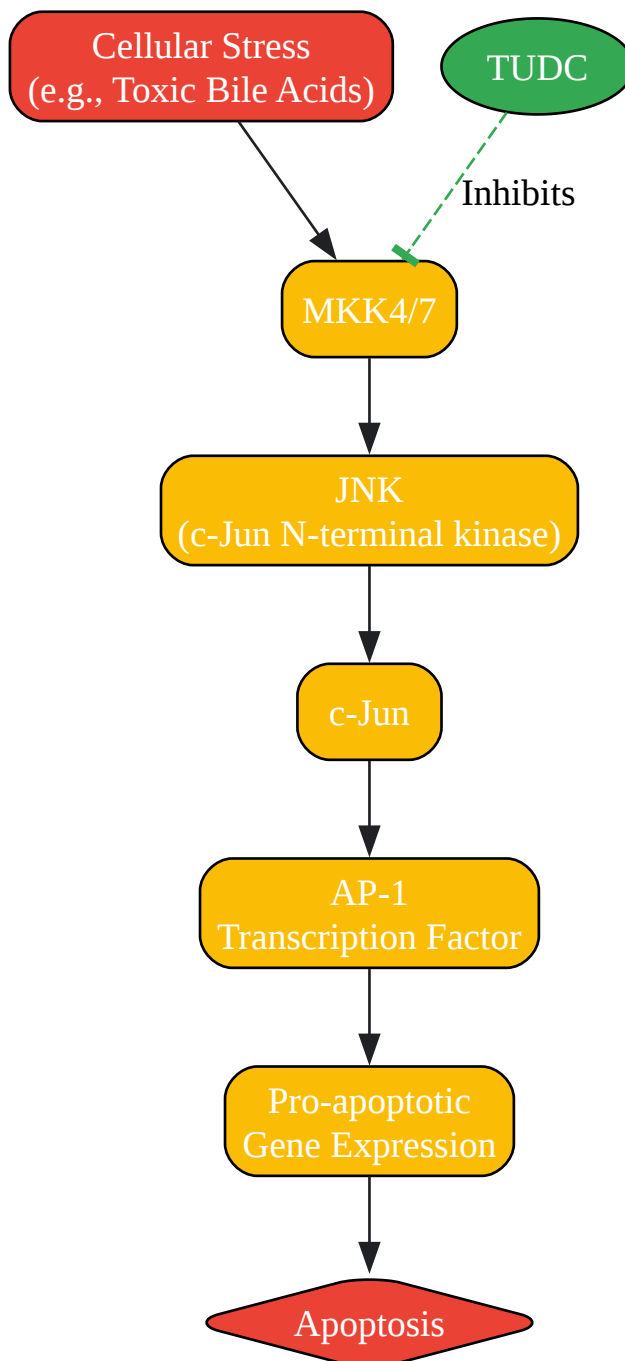 Cellular Stress
(e.g., Toxic Bile Acids)
TUDC
Inhibits
MKK4/7
JNK
(c-Jun N-terminal kinase)
c-Jun
AP-1
Transcription Factor
Pro-apoptotic
Gene Expression
Apoptosis